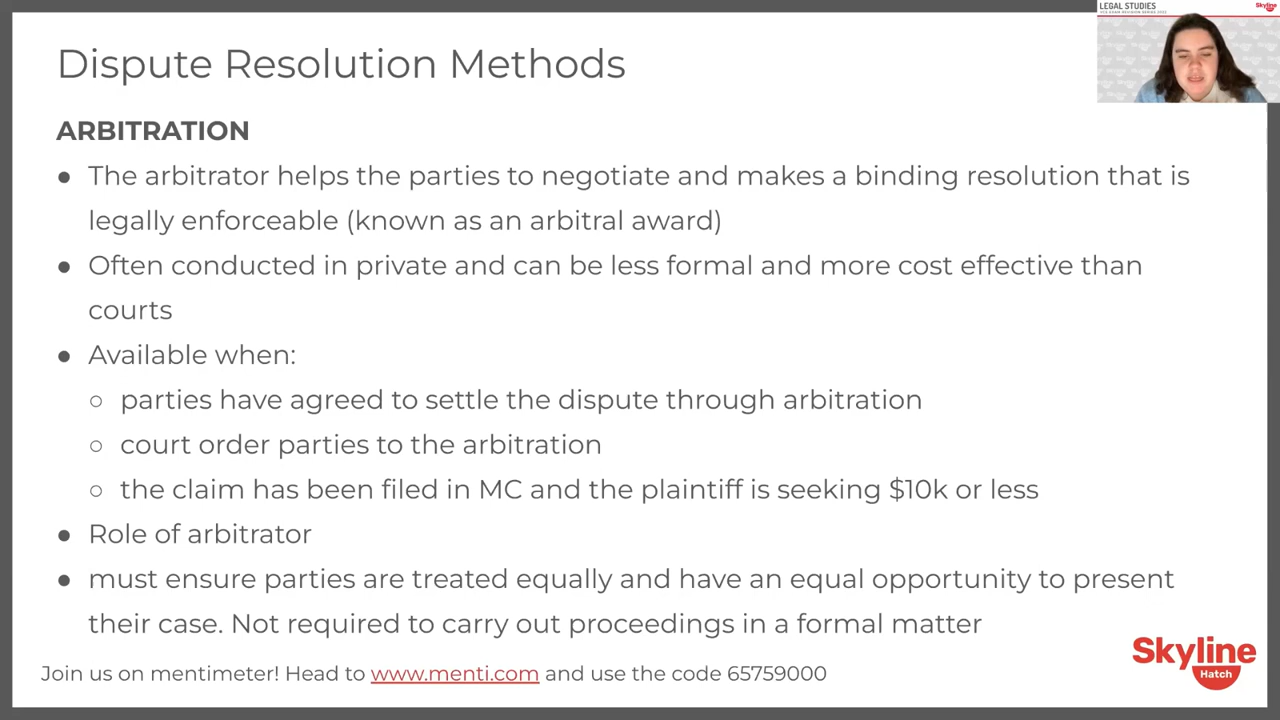 LEGAL STUDIES
VCE EXAM REVISION SERIES 2022
Skyline
Dispute Resolution Methods
ARBITRATION
● The arbitrator helps the parties to negotiate and makes a binding resolution that is
legally enforceable (known as an arbitral award)
● Often conducted in private and can be less formal and more cost effective than
courts
● Available when:
○ parties have agreed to settle the dispute through arbitration
○ court order parties to the arbitration
○ the claim has been filed in MC and the plaintiff is seeking $10k or less
● Role of arbitrator
● must ensure parties are treated equally and have an equal opportunity to present
their case. Not required to carry out proceedings in a formal matter
Join us on mentimeter! Head to www.menti.com and use the code 65759000
Skyline
Hatch